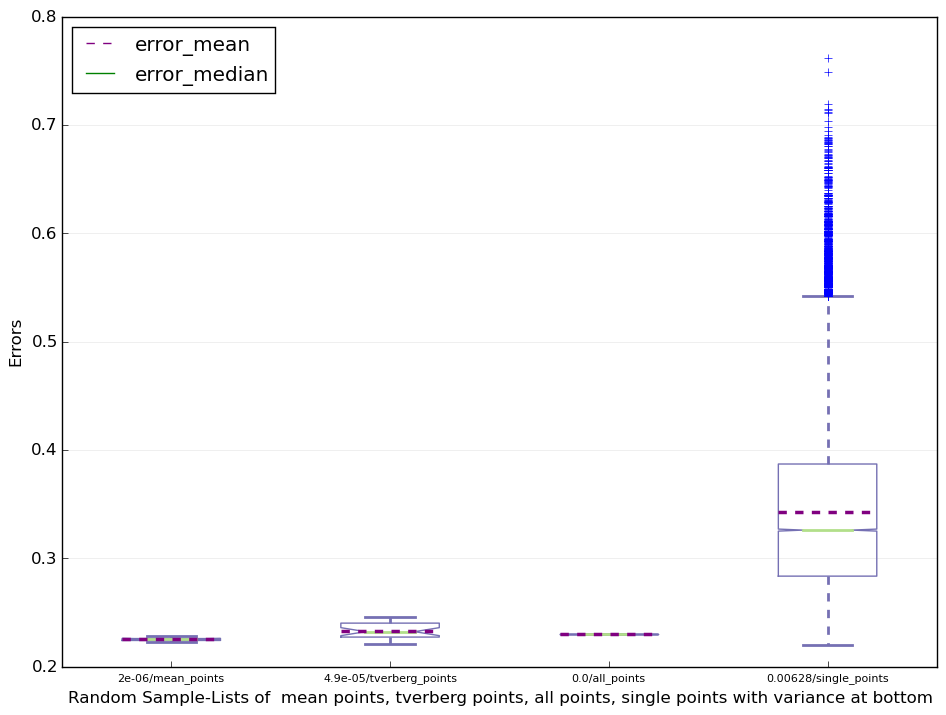 0.8
error_mean
error_median
0.7
0.6
0.5
Errors
0.4
0.3
0.2
2e-06/mean_points 4.9e-05/tverberg_points 0.0/all_points 0.00628/single_points
Random Sample-Lists of  mean points, tverberg points, all points, single points with variance at bottom